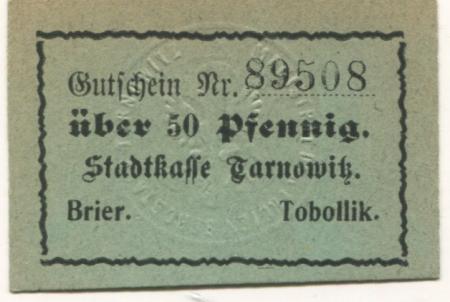 Gutschein Nr. 89508
über 50 Pfennig.
Stadtkasse Tarnowitz.
Brier. Tobollik.